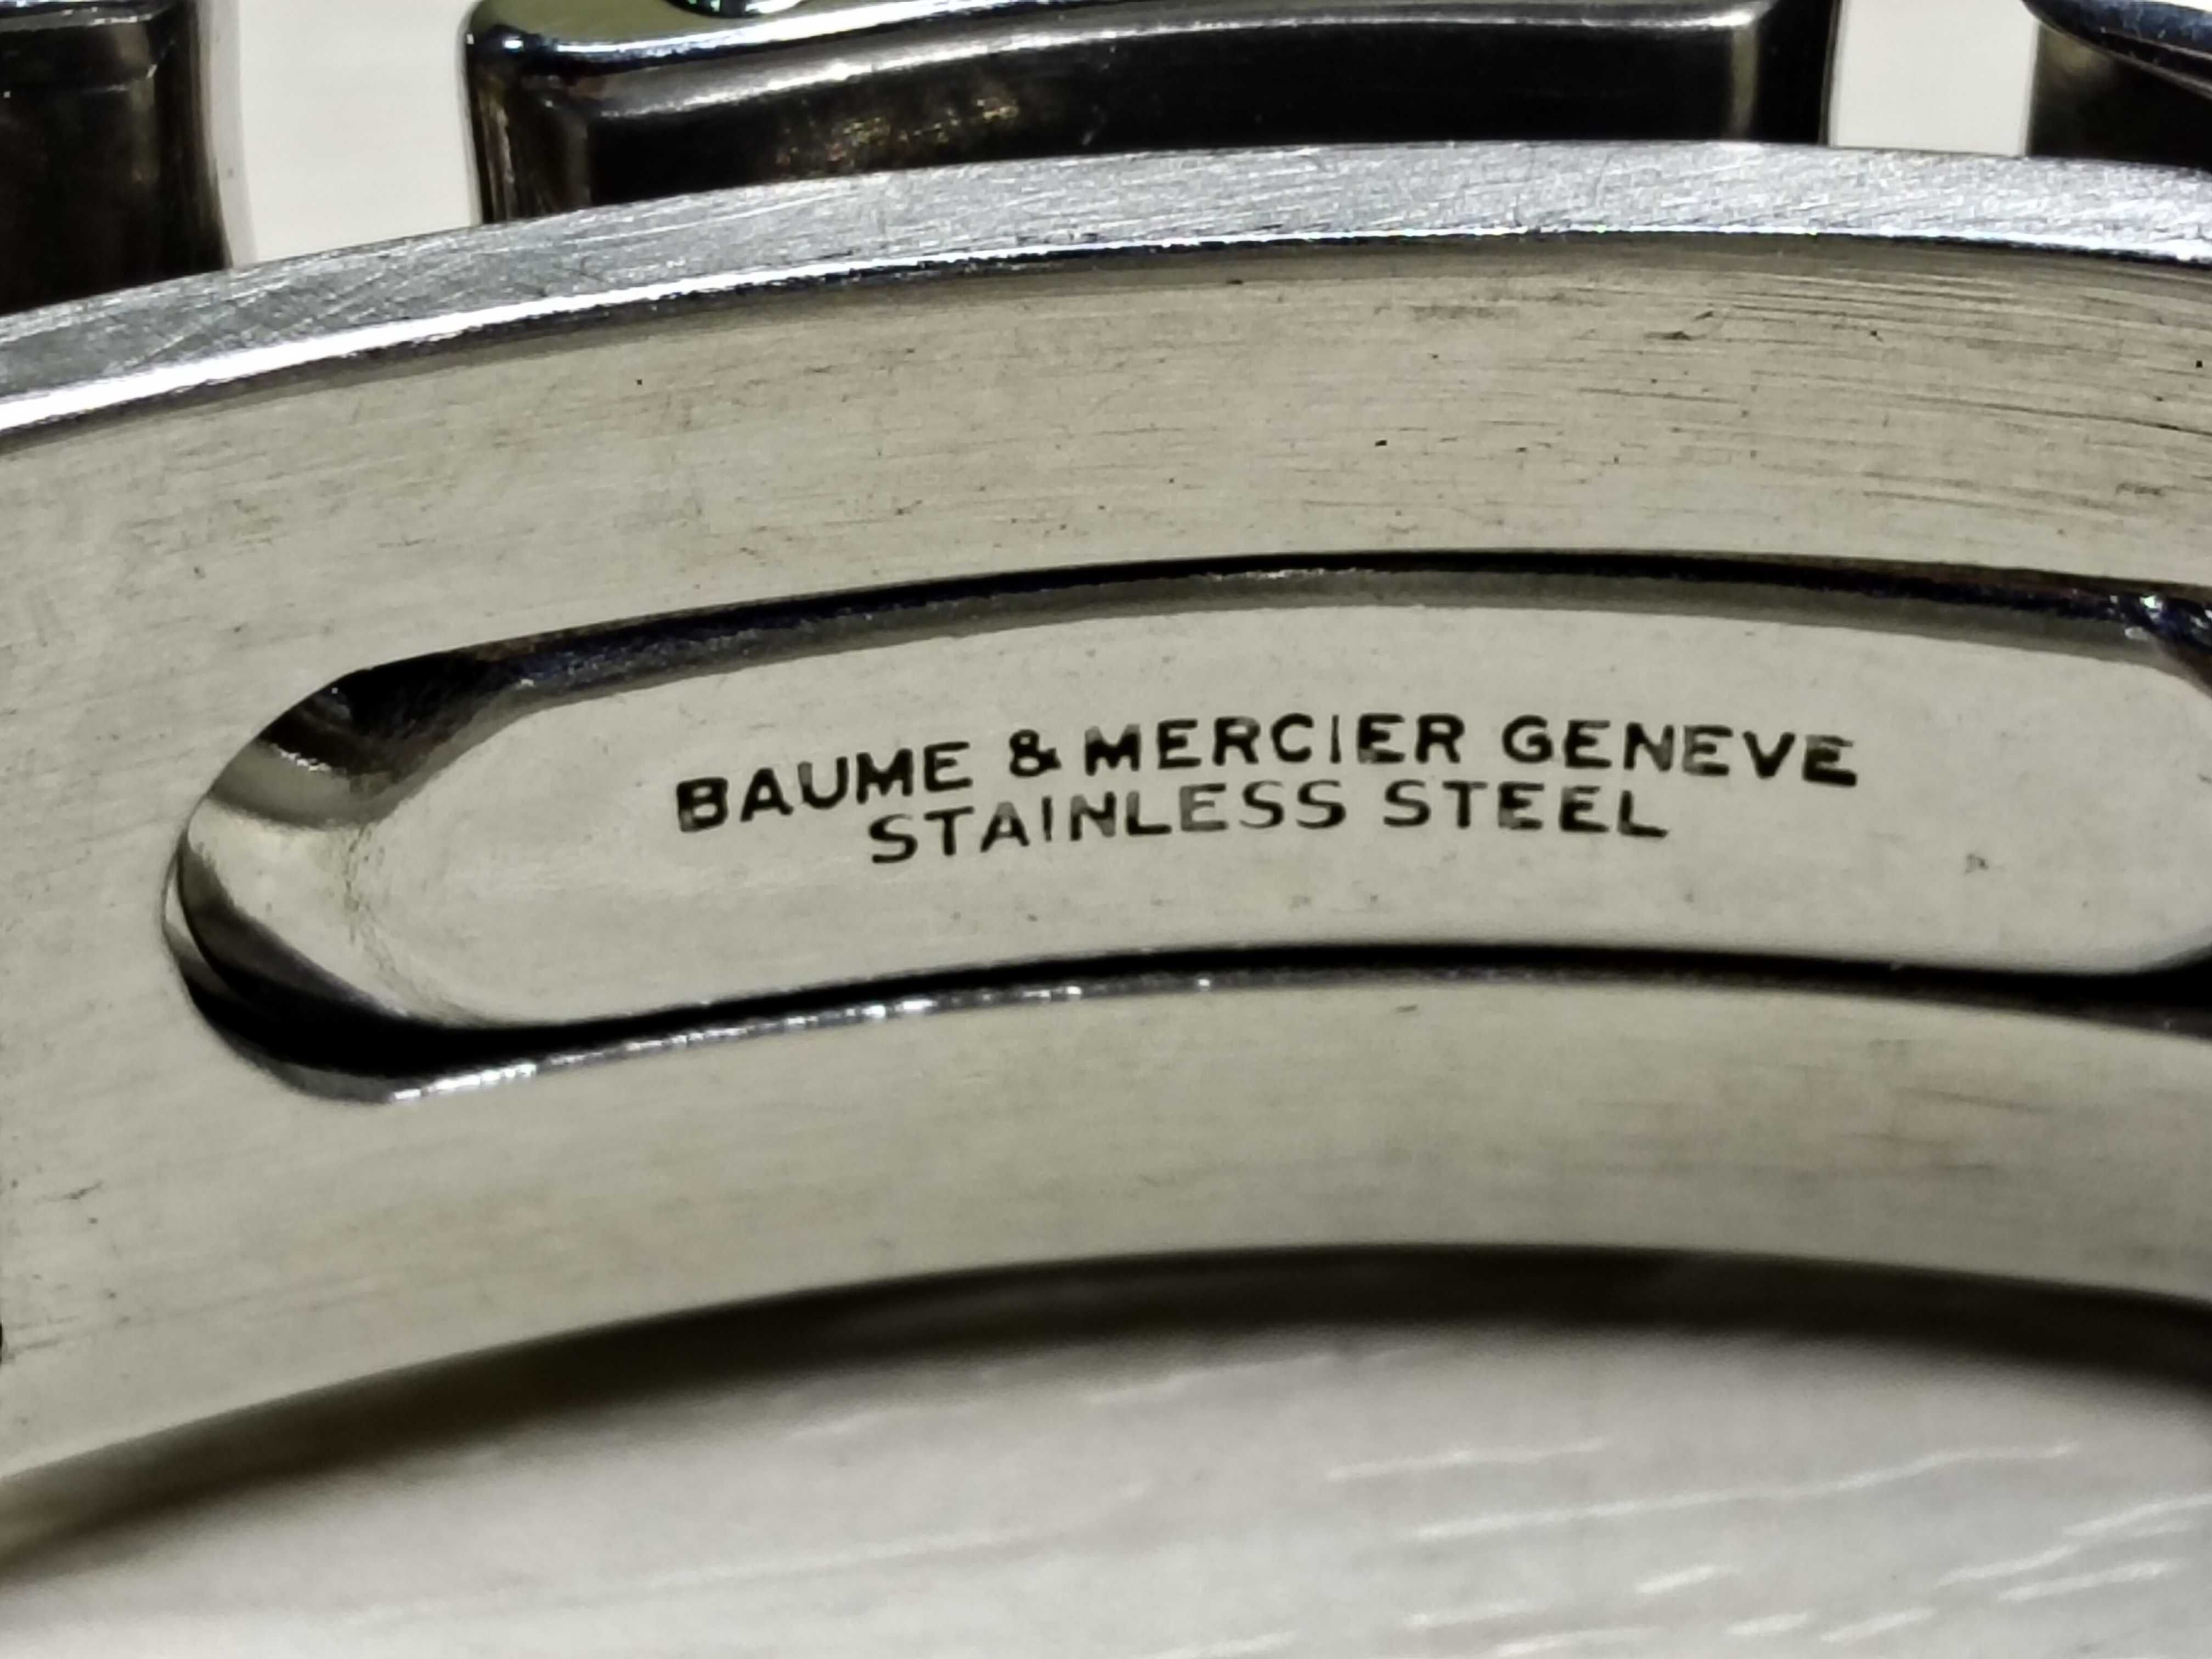 BAUME & MERCIER GENEVE
STAINLESS STEEL